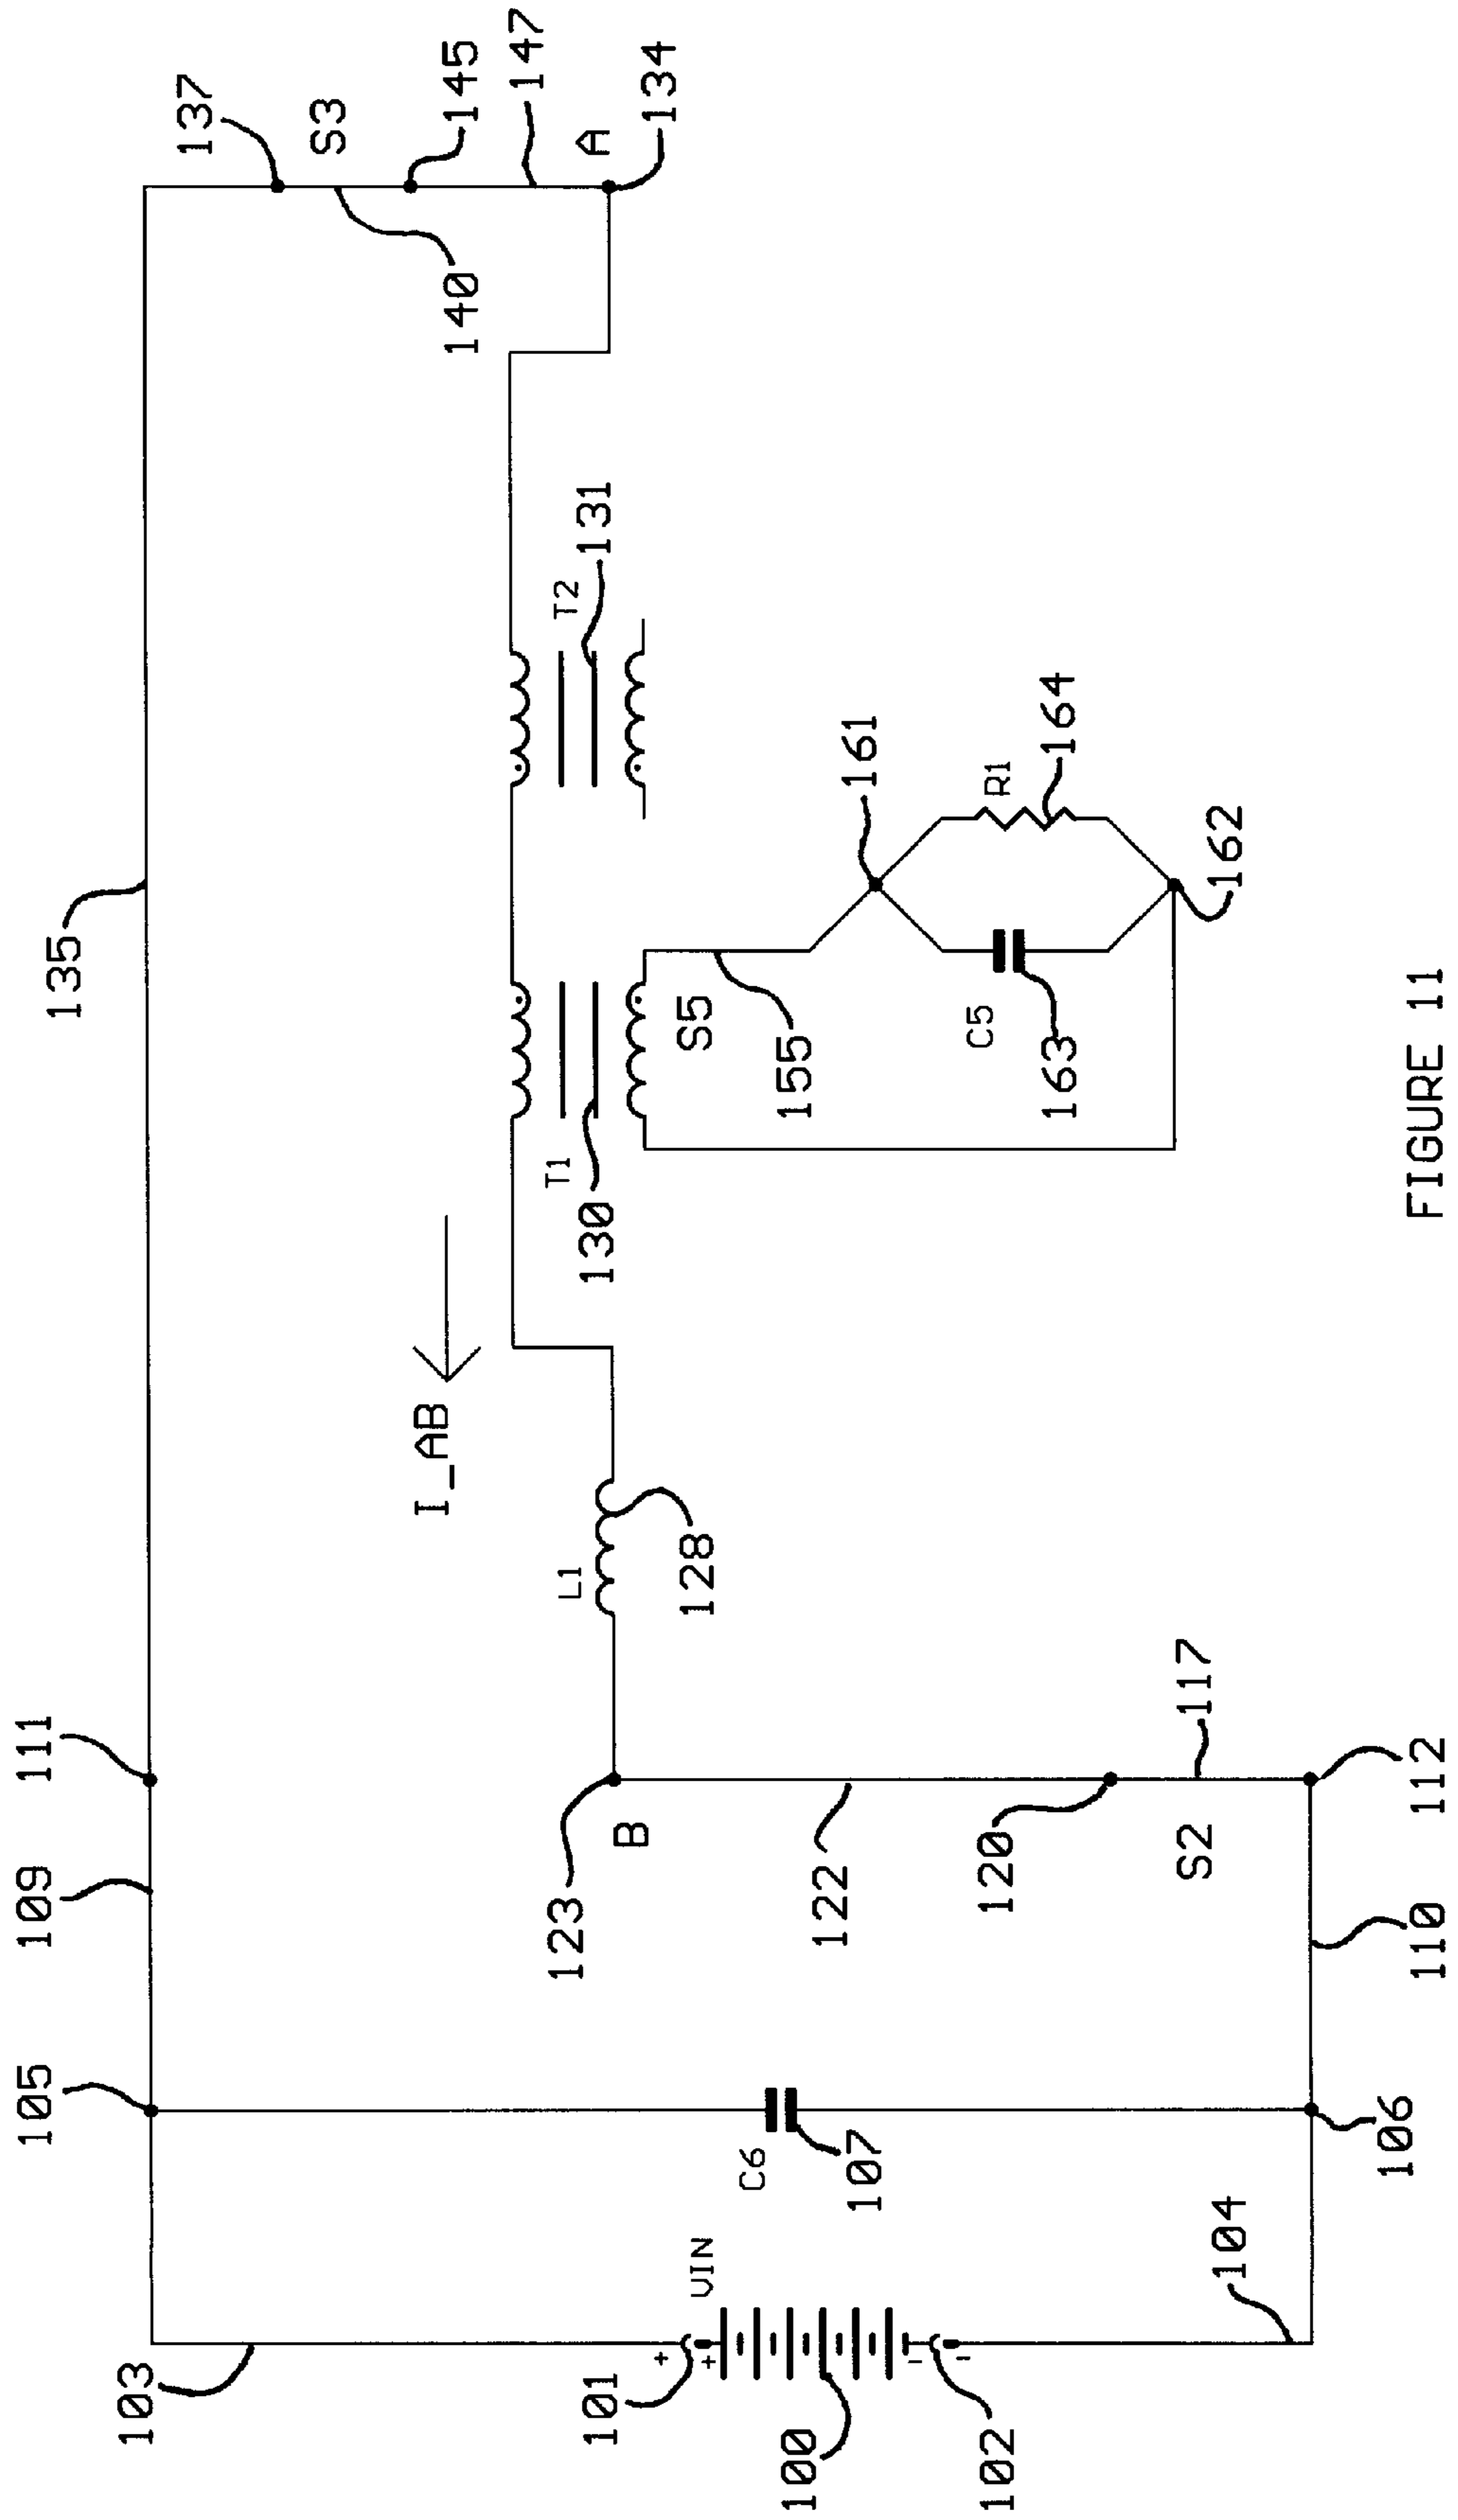 103
105
109
111
135
137
S3
145
147
140
A
134
I_AB
T2
131
T1
130
L1
128
123
B
S5
155
161
R1
164
C5
163
162
VIN
+
+
101
100
-
-
102
C6
107
122
120
S2
117
104
106
110
112
FIGURE 11